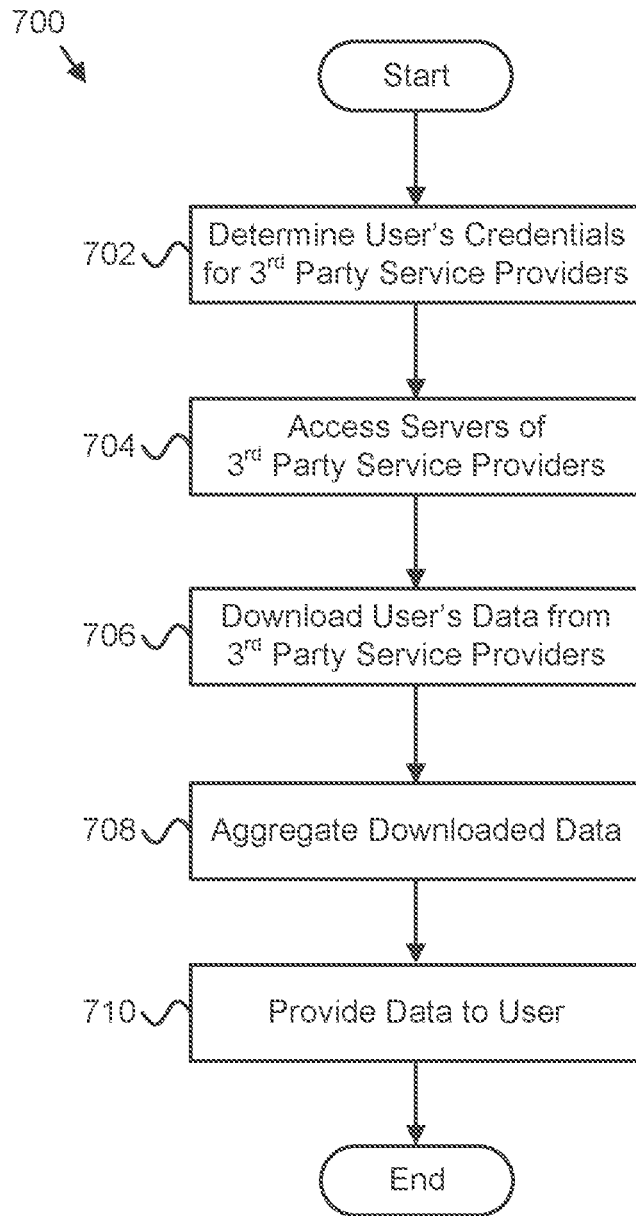 700
Start
702
Determine User's Credentials
for 3rd Party Service Providers
704
Access Servers of
3rd Party Service Providers
706
Download User's Data from
3rd Party Service Providers
708
Aggregate Downloaded Data
710
Provide Data to User
End